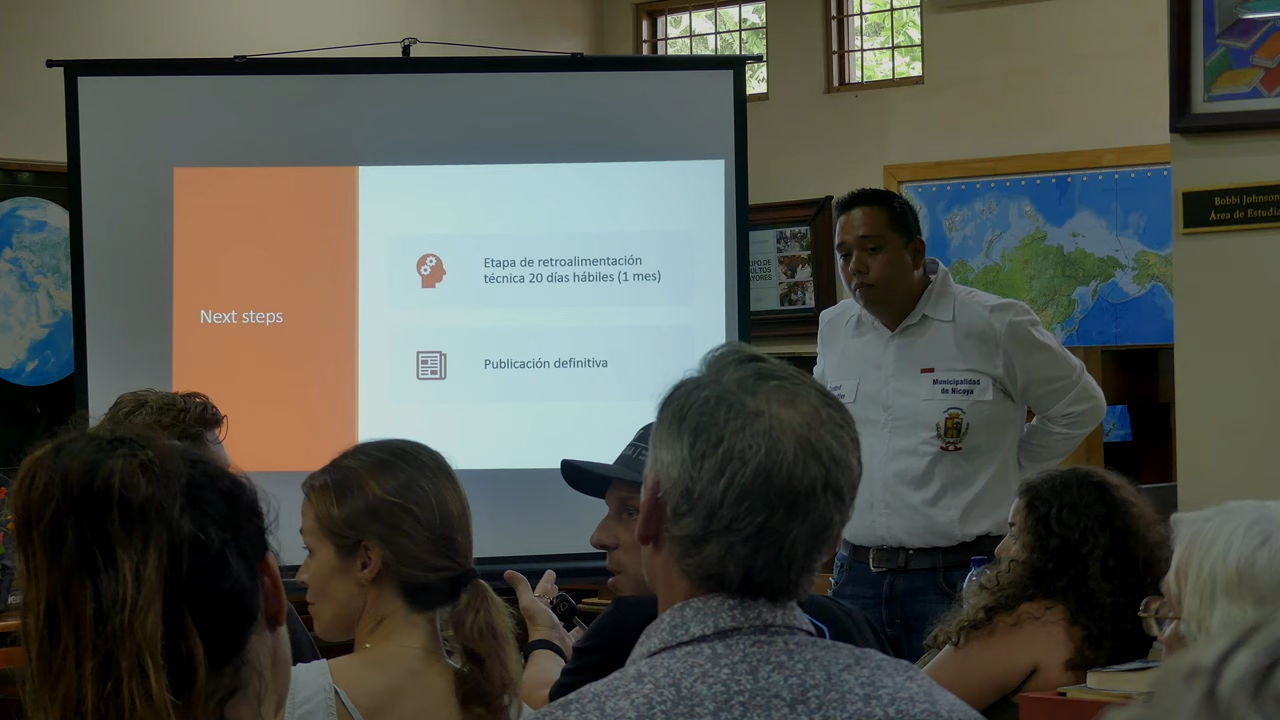 Next steps
Etapa de retroalimentación
técnica 20 días hábiles (1 mes)
Publicación definitiva
Municipalidad
de Nicoya
Bobbi Johnson
Área de